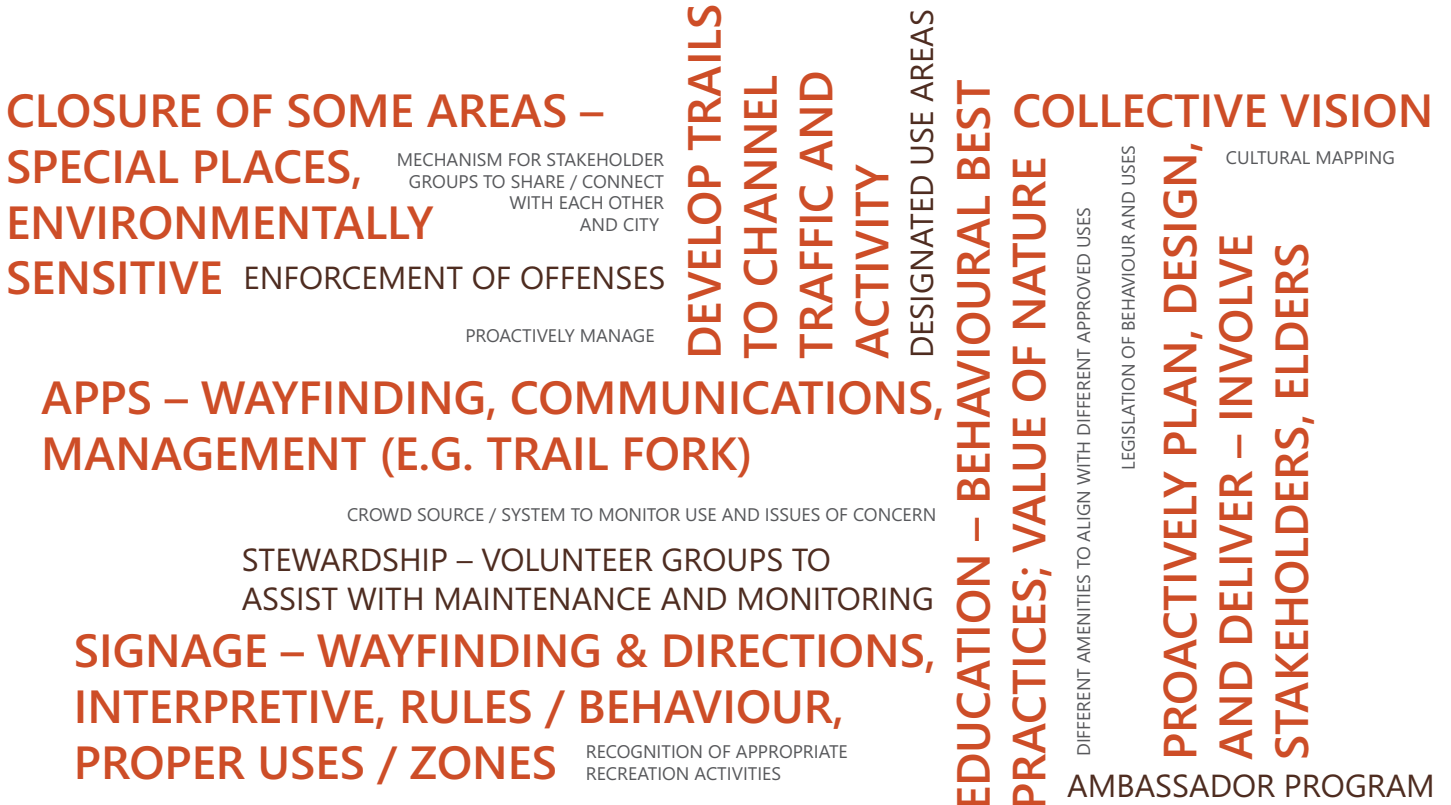 CLOSURE OF SOME AREAS –
SPECIAL PLACES,
ENVIRONMENTALLY
SENSITIVE
MECHANISM FOR STAKEHOLDER
GROUPS TO SHARE / CONNECT
WITH EACH OTHER
AND CITY
ENFORCEMENT OF OFFENSES
PROACTIVELY MANAGE
DEVELOP TRAILS
TO CHANNEL
TRAFFIC AND
ACTIVITY
DESIGNATED USE AREAS
APPS – WAYFINDING, COMMUNICATIONS,
MANAGEMENT (E.G. TRAIL FORK)
CROWD SOURCE / SYSTEM TO MONITOR USE AND ISSUES OF CONCERN
STEWARDSHIP – VOLUNTEER GROUPS TO
ASSIST WITH MAINTENANCE AND MONITORING
SIGNAGE – WAYFINDING & DIRECTIONS,
INTERPRETIVE, RULES / BEHAVIOUR,
PROPER USES / ZONES
RECOGNITION OF APPROPRIATE
RECREATION ACTIVITIES
EDUCATION – BEHAVIOURAL BEST
PRACTICES; VALUE OF NATURE
COLLECTIVE VISION
CULTURAL MAPPING
DIFFERENT AMENITIES TO ALIGN WITH DIFFERENT APPROVED USES
LEGISLATION OF BEHAVIOUR AND USES
PROACTIVELY PLAN, DESIGN,
AND DELIVER – INVOLVE
STAKEHOLDERS, ELDERS
AMBASSADOR PROGRAM